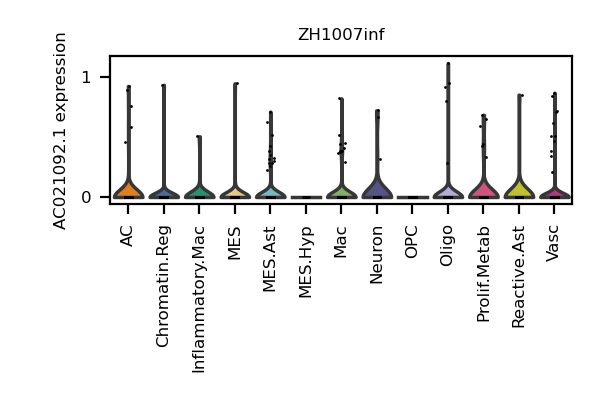 ZH1007inf
AC021092.1 expression
1
0
AC
Chromatin.Reg
Inflammatory.Mac
MES
MES.Ast
MES.Hyp
Mac
Neuron
OPC
Oligo
Prolif.Metab
Reactive.Ast
Vasc